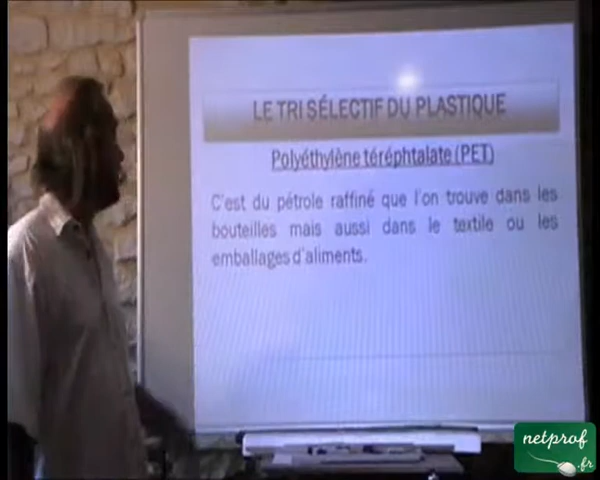 LE TRI SÉLECTIF DU PLASTIQUE
Polyéthylène téréphtalate (PET)
C'est du pétrole raffiné que l'on trouve dans les
bouteilles mais aussi dans le textile ou les
emballages d'aliments.
netprof
.fr